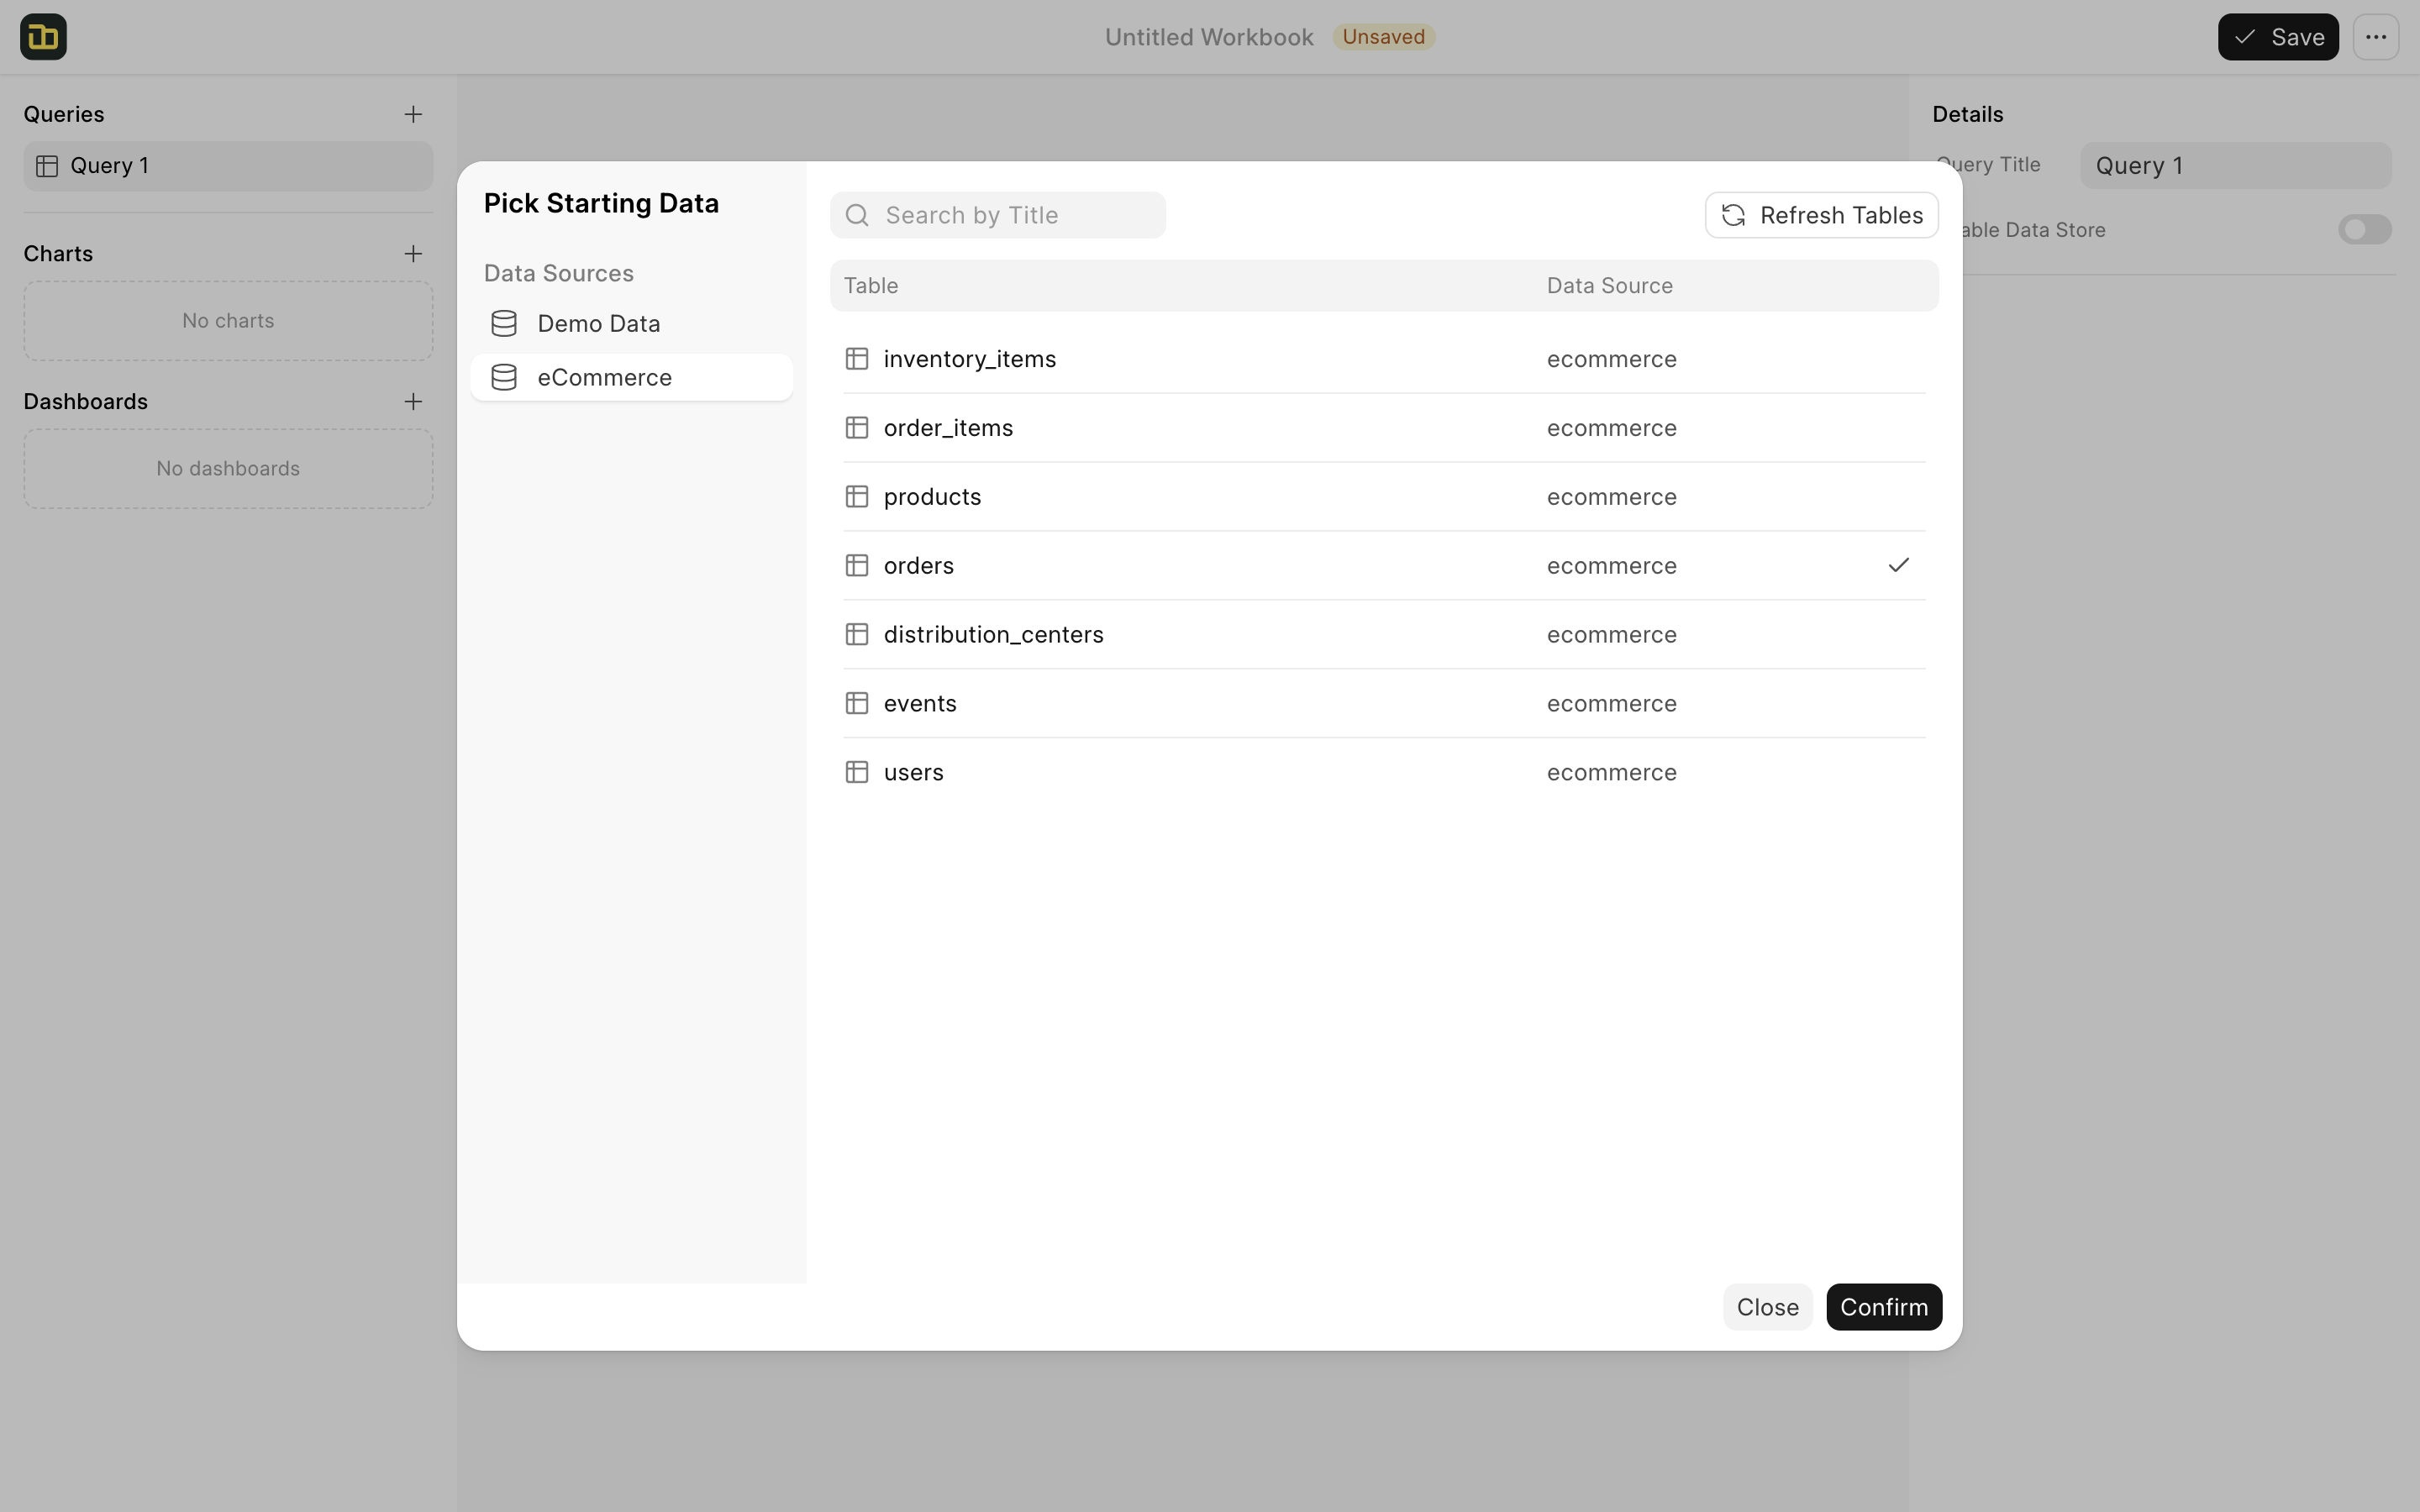 Untitled Workbook Unsaved
Save
Queries
Query 1
Charts
No charts
Dashboards
No dashboards
Pick Starting Data
Data Sources
Demo Data
eCommerce
Search by Title
Refresh Tables
Table Data Source
inventory_items ecommerce
order_items ecommerce
products ecommerce
orders ecommerce
distribution_centers ecommerce
events ecommerce
users ecommerce
Close Confirm
Details
Query Title Query 1
Data Store